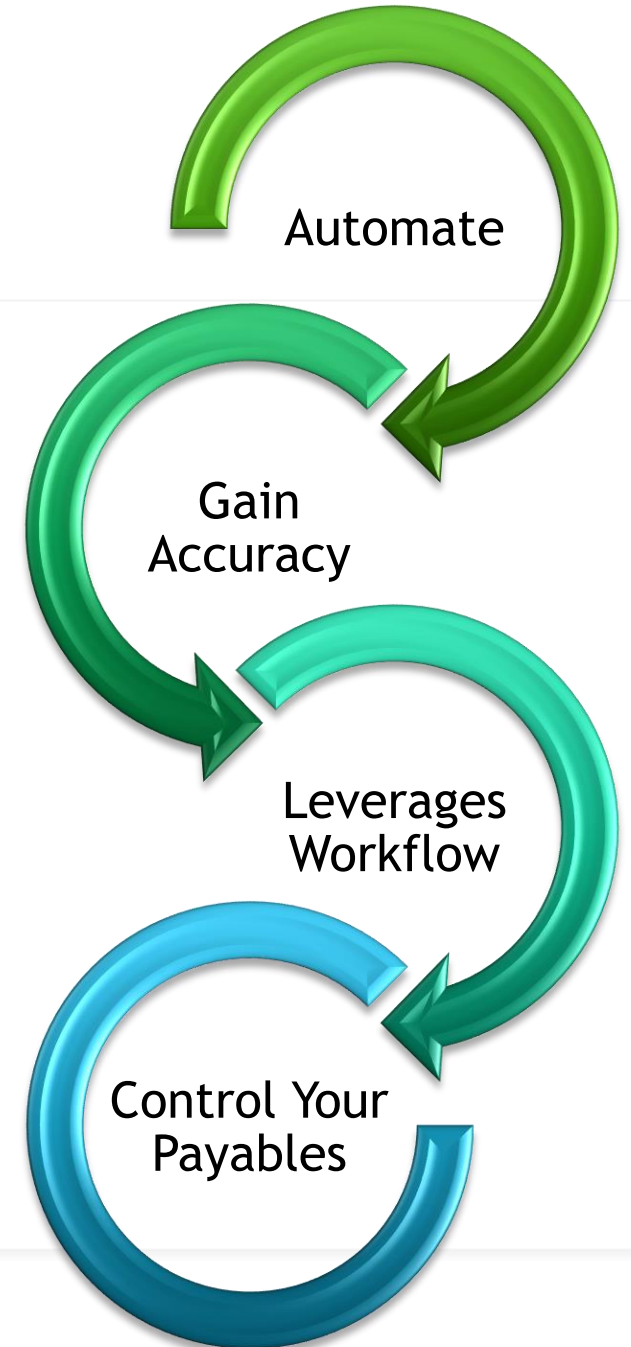 Automate
Gain
Accuracy
Leverages
Workflow
Control Your
Payables